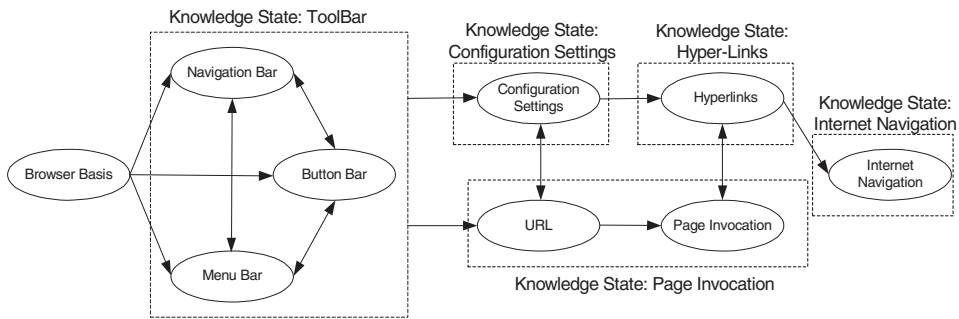 Knowledge State: ToolBar
Knowledge State:
Configuration Settings
Knowledge State:
Hyper-Links
Knowledge State:
Internet Navigation
Navigation Bar
Browser Basis
Button Bar
Menu Bar
Configuration
Settings
Hyperlinks
Internet
Navigation
URL
Page Invocation
Knowledge State: Page Invocation